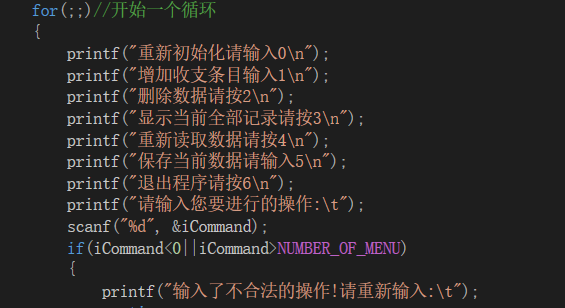 for(;;)//开始一个循环
{
printf("重新初始化请输入0\n");
printf("增加收支条目输入1\n");
printf("删除数据请按2\n");
printf("显示当前全部记录请按3\n");
printf("重新读取数据请按4\n");
printf("保存当前数据请输入5\n");
printf("退出程序请按6\n");
printf("请输入您要进行的操作:\t");
scanf("%d", &iCommand);
if(iCommand<0||iCommand>NUMBER_OF_MENU)
{
printf("输入了不合法的操作!请重新输入:\t");